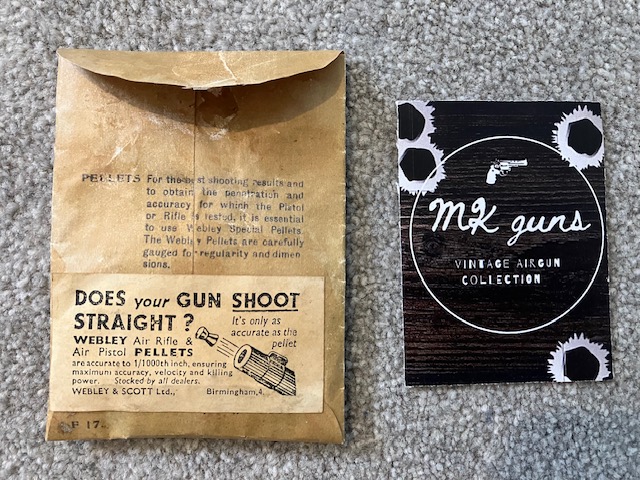 PELLETS For the best shooting results and
to obtain the penetration and
accuracy for which the Pistol
or Rifle is tested, it is essential
to use Webley Special Pellets.
The Webley Pellets are carefully
gauged for regularity and dimen
sions.
DOES your GUN SHOOT
STRAIGHT?
It's only as
accurate as the
pellet
WEBLEY Air Rifle &
Air Pistol PELLETS
are accurate to 1/1000th inch, ensuring
maximum accuracy, velocity and killing
power. Stocked by all dealers.
WEBLEY & SCOTT Ltd., Birmingham, 4.
F 17
MK guns
VINTAGE AIRGUN
COLLECTION